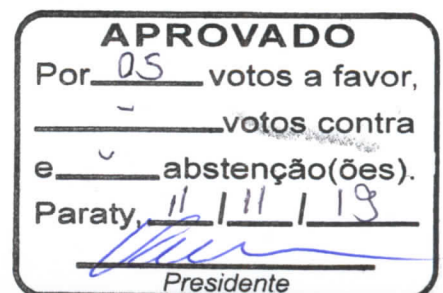 APROVADO
Por 05 votos a favor,
- votos contra
e - abstenção(ões).
Paraty, 11 / 11 / 19
Presidente